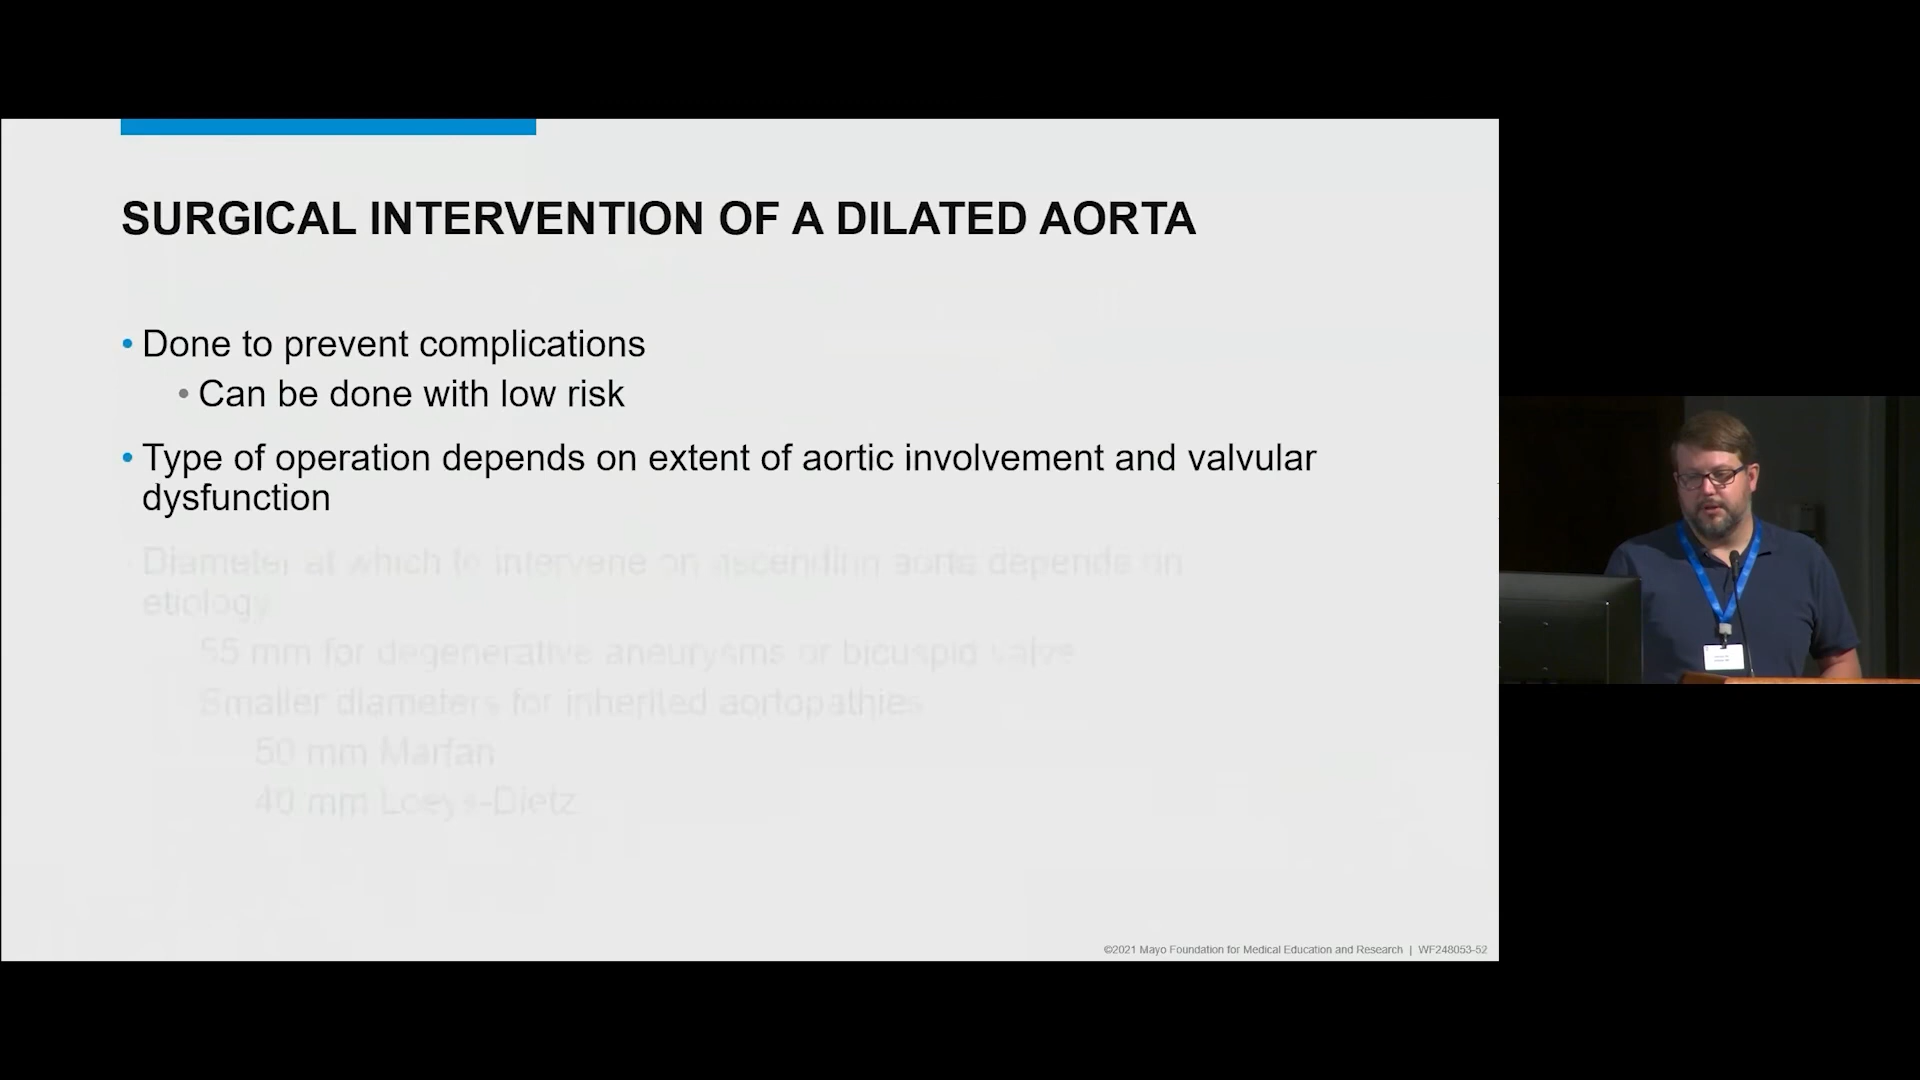 SURGICAL INTERVENTION OF A DILATED AORTA
• Done to prevent complications
• Can be done with low risk
• Type of operation depends on extent of aortic involvement and valvular
dysfunction
Diameter at which to intervene on ascending aorta depends on
etiology
55 mm for degenerative aneurysms or bicuspid valve
Smaller diameters for inherited aortopathies
50 mm Marfan
40 mm Loeys-Dietz
©2021 Mayo Foundation for Medical Education and Research | WF248053-52